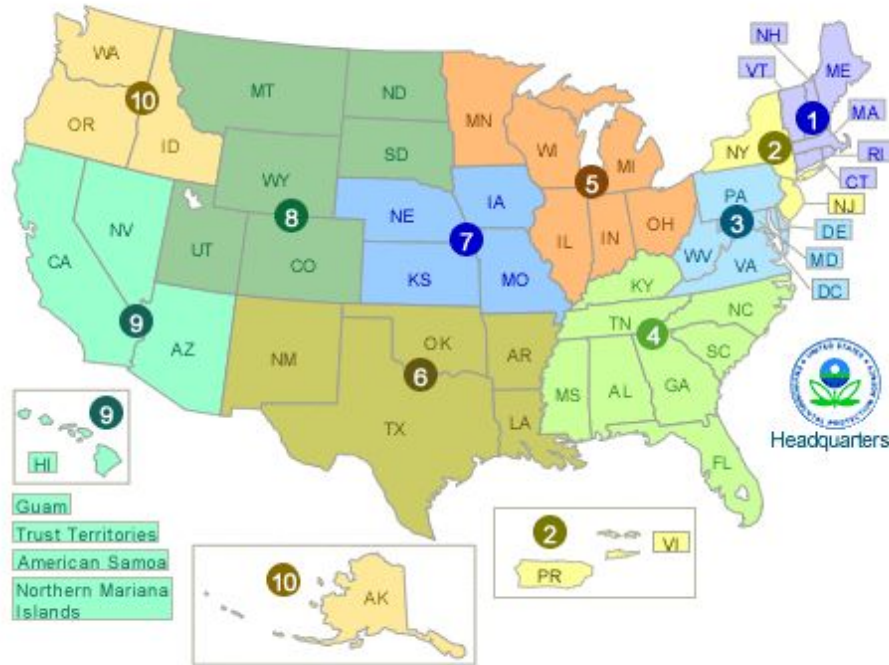 NH
WA
VT
ME
MT
ND
10
MN
1
MA
OR
ID
WI
NY
2
SD
MI
RI
WY
5
CT
PA
IA
NJ
8
NE
3
OH
DE
NV
7
IL
IN
WV
UT
VA
MD
CA
CO
KS
MO
KY
DC
NC
9
TN
4
OK
AR
AZ
NM
SC
6
MS
AL
GA
9
TX
LA
Headquarters
HI
FL
Guam
2
Trust Territories
VI
American Samoa
PR
10
Northern Mariana
Islands
AK